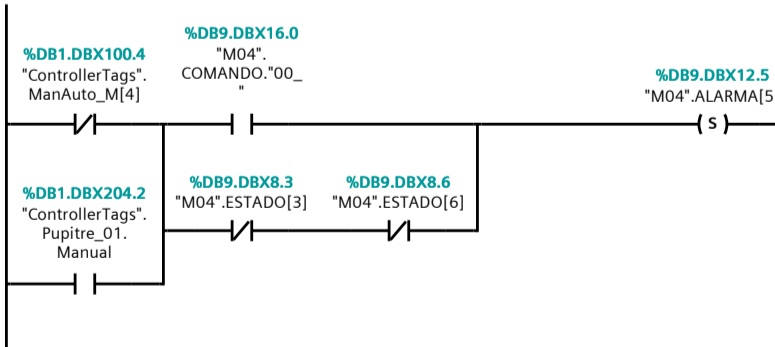 %DB9.DBX16.0
"M04".
COMANDO."00_
"
%DB1.DBX100.4
"ControllerTags".
ManAuto_M[4]
%DB9.DBX12.5
"M04".ALARMA[5
S
%DB9.DBX8.3
"M04".ESTADO[3]
%DB9.DBX8.6
"M04".ESTADO[6]
%DB1.DBX204.2
"ControllerTags".
Pupitre_01.
Manual